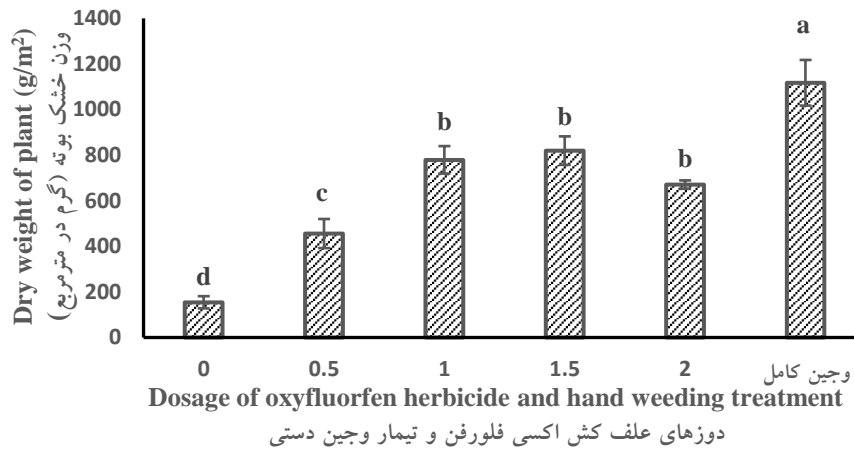 Dry weight of plant (g/m²)
وزن خشک بوته (گرم در مترمربع)
1400
1200
1000
800
600
400
200
0
d
c
b
b
b
a
0 0.5 1 1.5 2 وجین کامل
Dosage of oxyfluorfen herbicide and hand weeding treatment
دوزهای علف کش اکسی فلورفن و تیمار وجین دستی